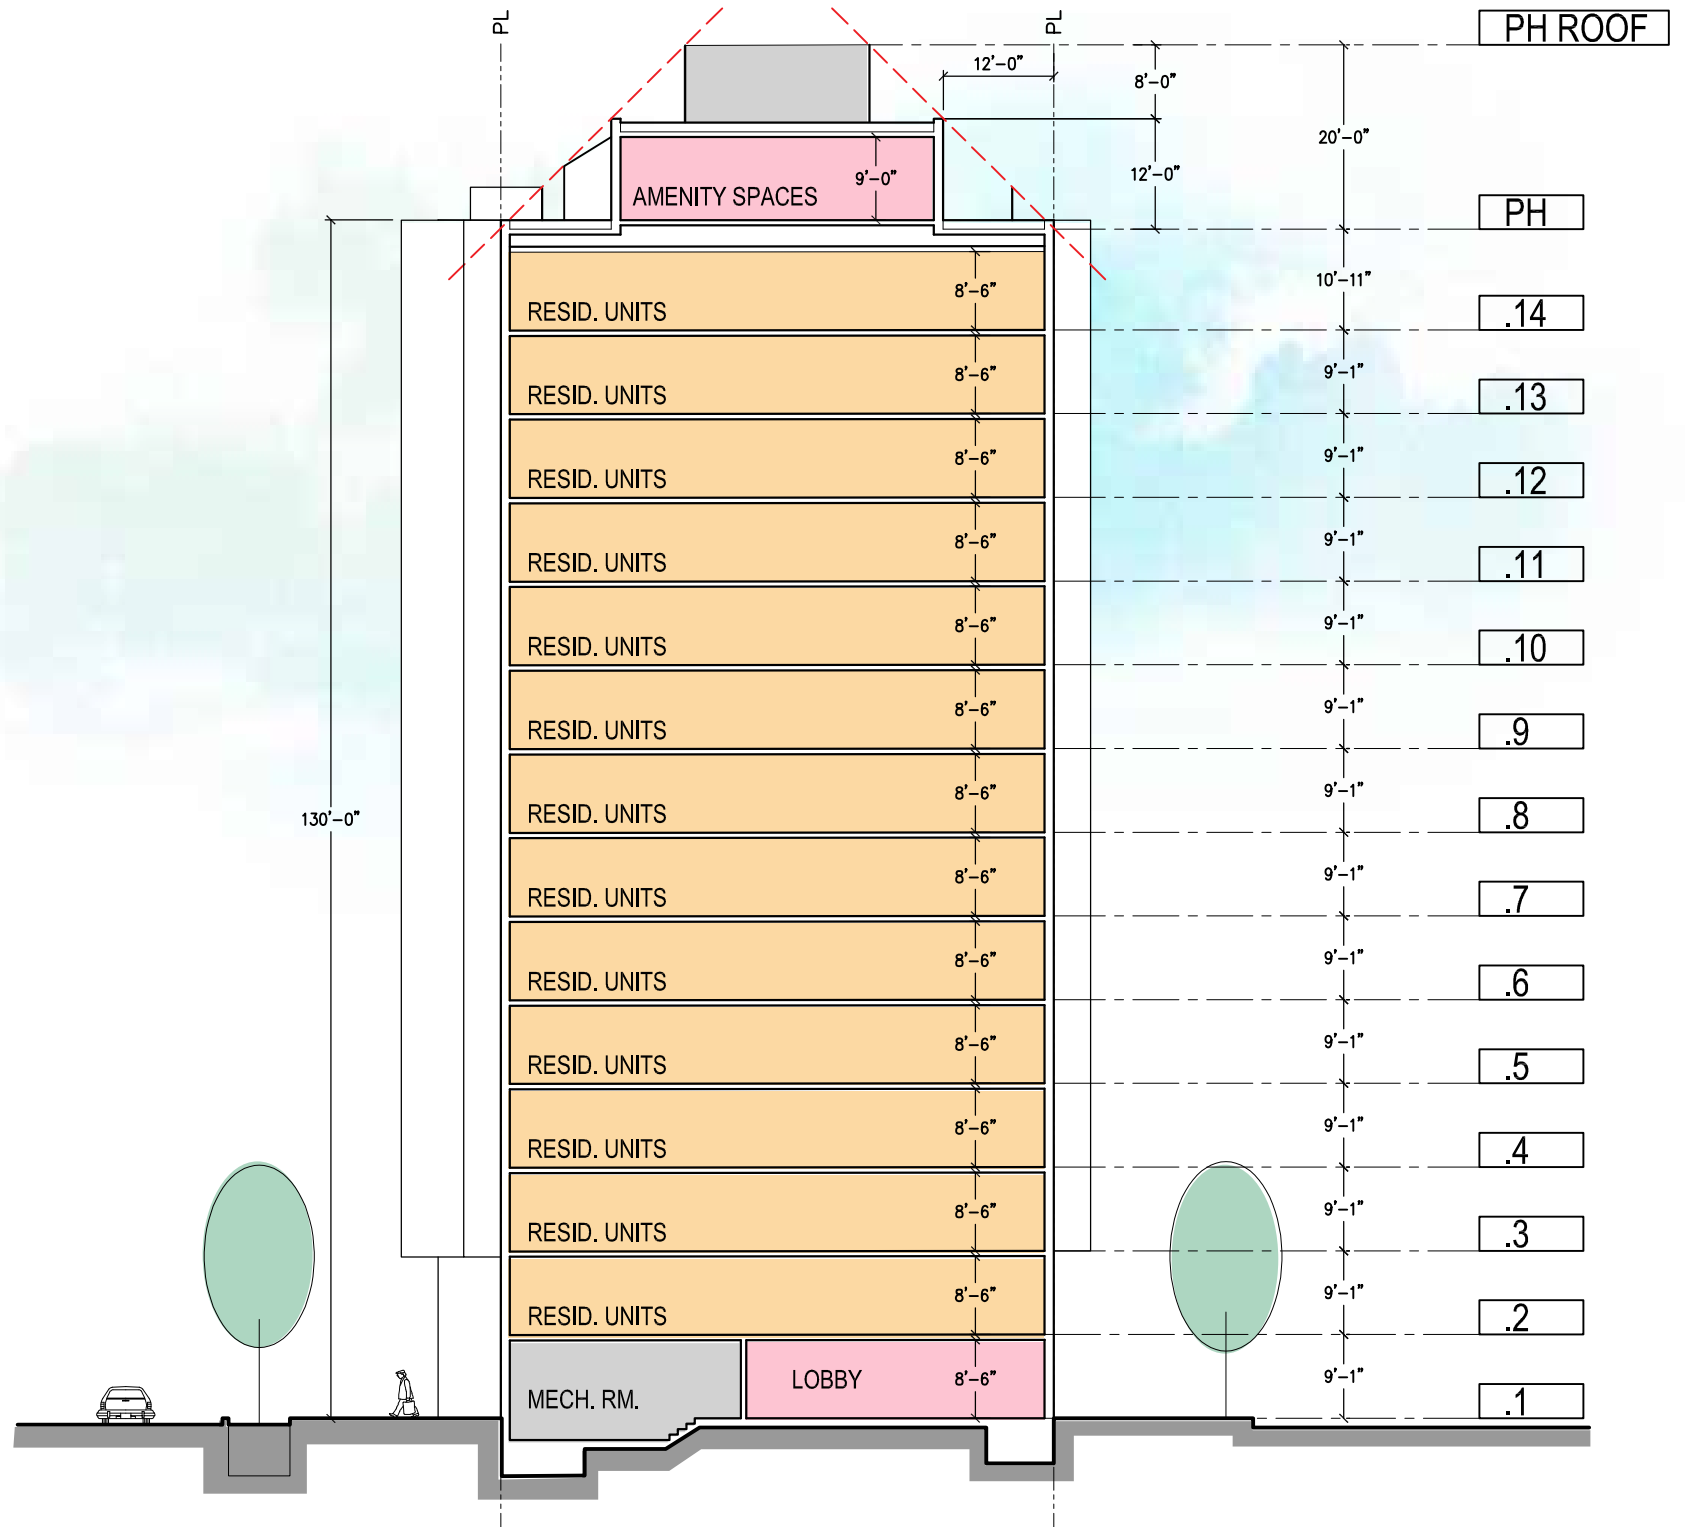 PL
PL
PH ROOF
12'-0"
8'-0"
20'-0"
12'-0"
9'-0"
AMENITY SPACES
PH
10'-11"
8'-6"
RESID. UNITS
.14
9'-1"
8'-6"
RESID. UNITS
.13
9'-1"
8'-6"
RESID. UNITS
.12
9'-1"
8'-6"
RESID. UNITS
.11
9'-1"
8'-6"
RESID. UNITS
.10
9'-1"
8'-6"
RESID. UNITS
.9
9'-1"
8'-6"
130'-0"
RESID. UNITS
.8
9'-1"
8'-6"
RESID. UNITS
.7
9'-1"
8'-6"
RESID. UNITS
.6
9'-1"
8'-6"
RESID. UNITS
.5
9'-1"
8'-6"
RESID. UNITS
.4
9'-1"
8'-6"
RESID. UNITS
.3
9'-1"
8'-6"
RESID. UNITS
.2
9'-1"
8'-6"
LOBBY
MECH. RM.
.1